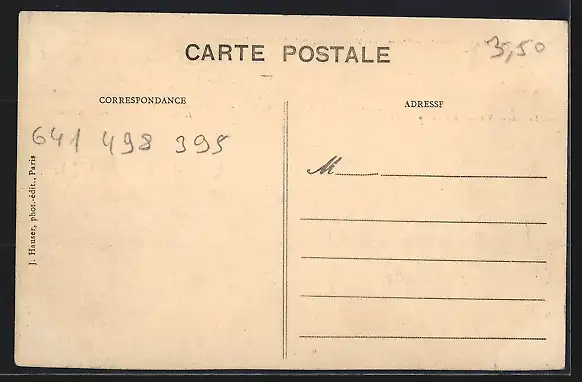 CARTE POSTALE
3,50
CORRESPONDANCE
ADRESSE
641 498 395
M
J. Hauser, phot.-édit., Paris